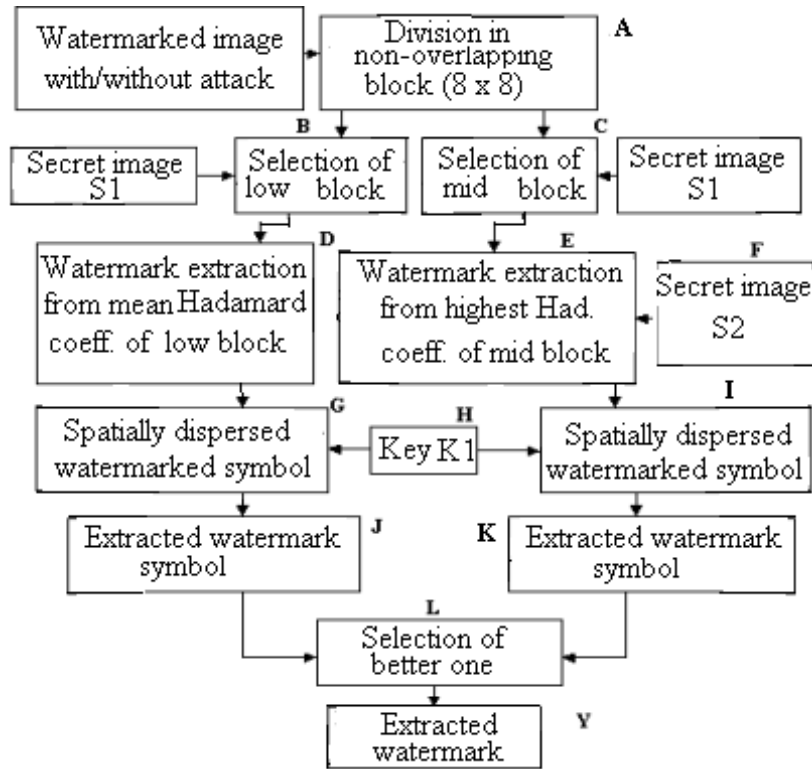 Watermarked image
with/without attack
Division in
non-overlapping
block (8 x 8)
A
B
C
Secret image
S1
Selection of
low block
Selection of
mid block
Secret image
S1
D
E
F
Watermark extraction
from mean Hadamard
coeff. of low block
Watermark extraction
from highest Had.
coeff. of mid block
Secret image
S2
G
H
I
Spatially dispersed
watermarked symbol
Key K1
Spatially dispersed
watermarked symbol
Extracted watermark
symbol
J
K
Extracted watermark
symbol
L
Selection of
better one
Extracted
watermark
Y